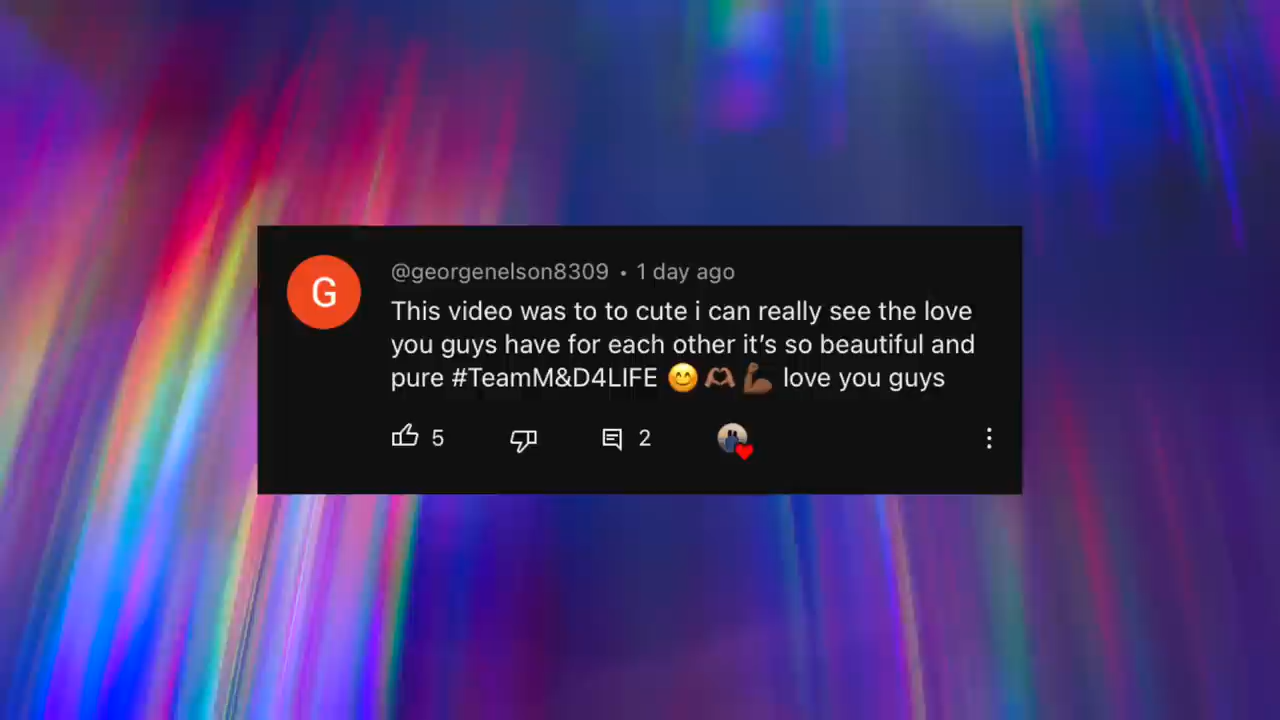 G
@georgenelson8309 • 1 day ago
This video was to to cute i can really see the love
you guys have for each other it’s so beautiful and
pure #TeamM&D4LIFE 😊🫶🏾💪🏾 love you guys
5
2